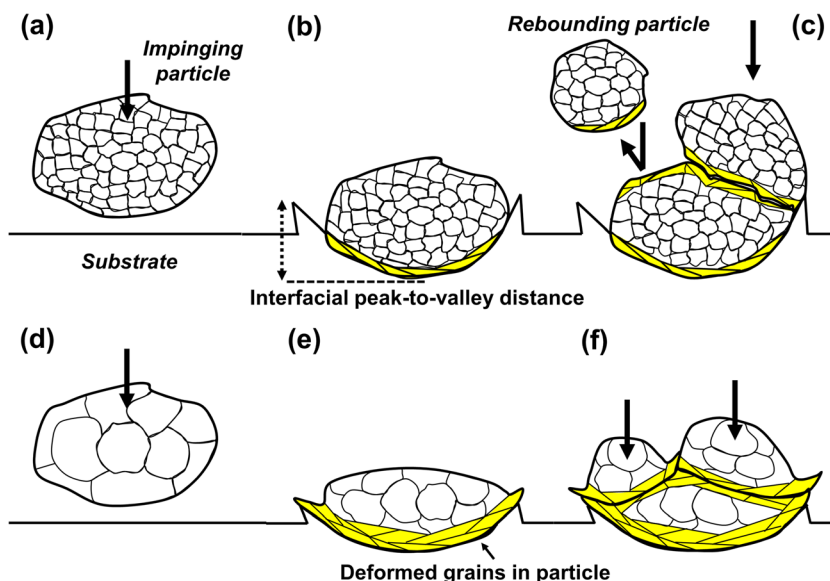 (a)
Impinging
particle
Substrate
(b)
Interfacial peak-to-valley distance
Rebounding particle
(c)
(d)
(e)
Deformed grains in particle
(f)